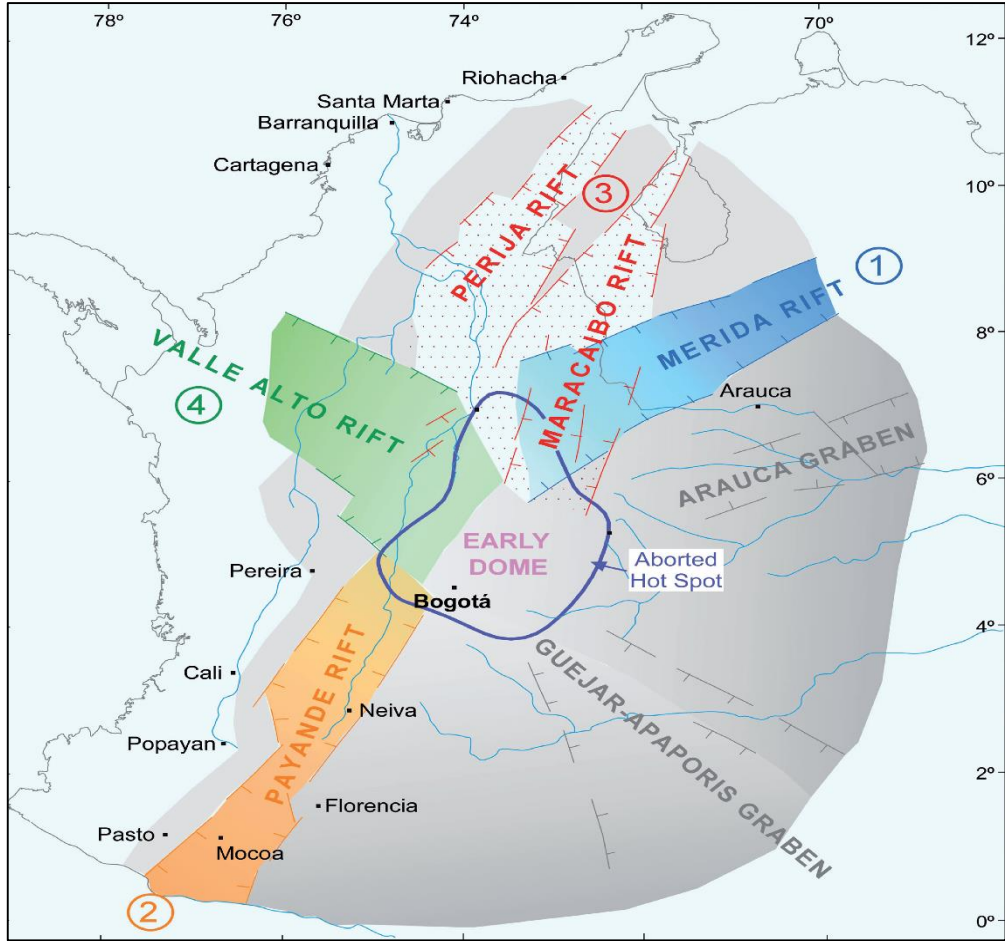 78º
76º
74º
70º
12º
Riohacha
Santa Marta
Barranquilla
Cartagena
10º
PERIJA RIFT
3
MARACAIBO RIFT
1
MERIDA RIFT
8º
VALLE ALTO RIFT
4
Arauca
ARAUCA GRABEN
6º
EARLY
DOME
Aborted
Hot Spot
Pereira
Bogotá
4º
GUEJAR-APAPORIS GRABEN
Cali
PAYANDE RIFT
Neiva
Popayan
2º
Florencia
Pasto
Mocoa
2
0º